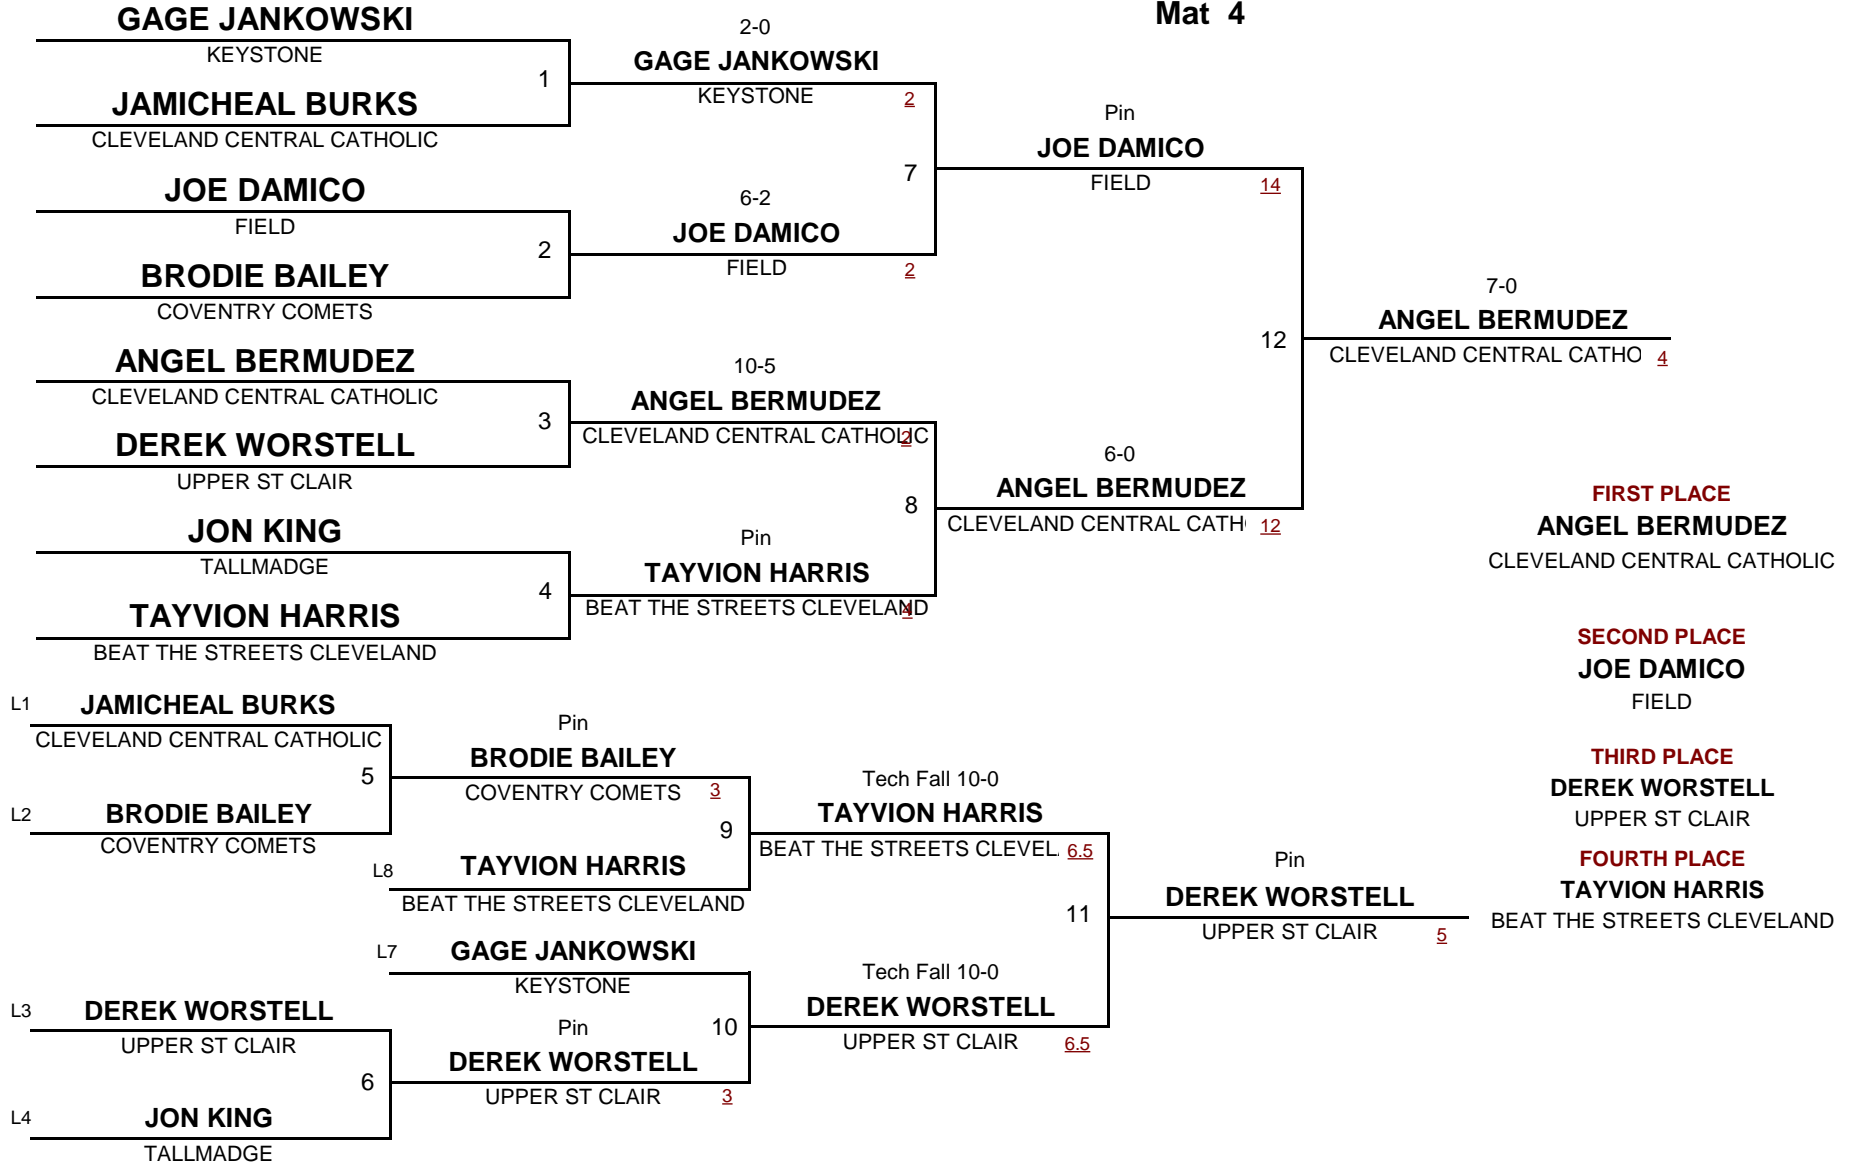 Mat 4
GAGE JANKOWSKI
KEYSTONE
1
JAMICHEAL BURKS
CLEVELAND CENTRAL CATHOLIC
JOE DAMICO
FIELD
2
BRODIE BAILEY
COVENTRY COMETS
ANGEL BERMUDEZ
CLEVELAND CENTRAL CATHOLIC
3
DEREK WORSTELL
UPPER ST CLAIR
JON KING
TALLMADGE
4
TAYVION HARRIS
BEAT THE STREETS CLEVELAND
2-0
GAGE JANKOWSKI
KEYSTONE 2
7
6-2
JOE DAMICO
FIELD 2
10-5
ANGEL BERMUDEZ
CLEVELAND CENTRAL CATHOLIC 2
8
Pin
TAYVION HARRIS
BEAT THE STREETS CLEVELAND 4
Pin
JOE DAMICO
FIELD 14
12
6-0
ANGEL BERMUDEZ
CLEVELAND CENTRAL CATH 12
7-0
ANGEL BERMUDEZ
CLEVELAND CENTRAL CATHO 4
FIRST PLACE
ANGEL BERMUDEZ
CLEVELAND CENTRAL CATHOLIC
SECOND PLACE
JOE DAMICO
FIELD
THIRD PLACE
DEREK WORSTELL
UPPER ST CLAIR
FOURTH PLACE
TAYVION HARRIS
BEAT THE STREETS CLEVELAND
L1 JAMICHEAL BURKS
CLEVELAND CENTRAL CATHOLIC
5
L2 BRODIE BAILEY
COVENTRY COMETS
L3 DEREK WORSTELL
UPPER ST CLAIR
6
L4 JON KING
TALLMADGE
Pin
BRODIE BAILEY
COVENTRY COMETS 3
9
L8 TAYVION HARRIS
BEAT THE STREETS CLEVELAND
L7 GAGE JANKOWSKI
KEYSTONE
10
Pin
DEREK WORSTELL
UPPER ST CLAIR 3
Tech Fall 10-0
TAYVION HARRIS
BEAT THE STREETS CLEVEL 6.5
11
Tech Fall 10-0
DEREK WORSTELL
UPPER ST CLAIR 6.5
Pin
DEREK WORSTELL
UPPER ST CLAIR 5